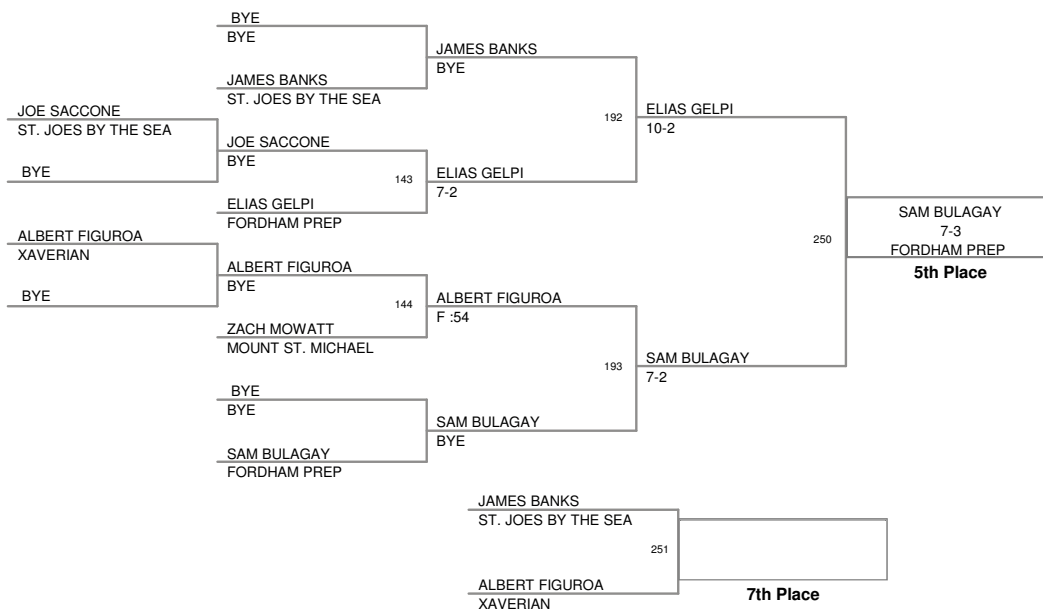 BYE
BYE
JAMES BANKS
BYE
JAMES BANKS
ST. JOES BY THE SEA
JOE SACCONE
ST. JOES BY THE SEA
192
ELIAS GELPI
10-2
JOE SACCONE
BYE
BYE
143
ELIAS GELPI
7-2
ELIAS GELPI
FORDHAM PREP
SAM BULAGAY
7-3
FORDHAM PREP
5th Place
250
ALBERT FIGUROA
XAVERIAN
ALBERT FIGUROA
BYE
BYE
144
ALBERT FIGUROA
F :54
ZACH MOWATT
MOUNT ST. MICHAEL
193
SAM BULAGAY
7-2
BYE
BYE
SAM BULAGAY
BYE
SAM BULAGAY
FORDHAM PREP
JAMES BANKS
ST. JOES BY THE SEA
251
ALBERT FIGUROA
XAVERIAN
7th Place